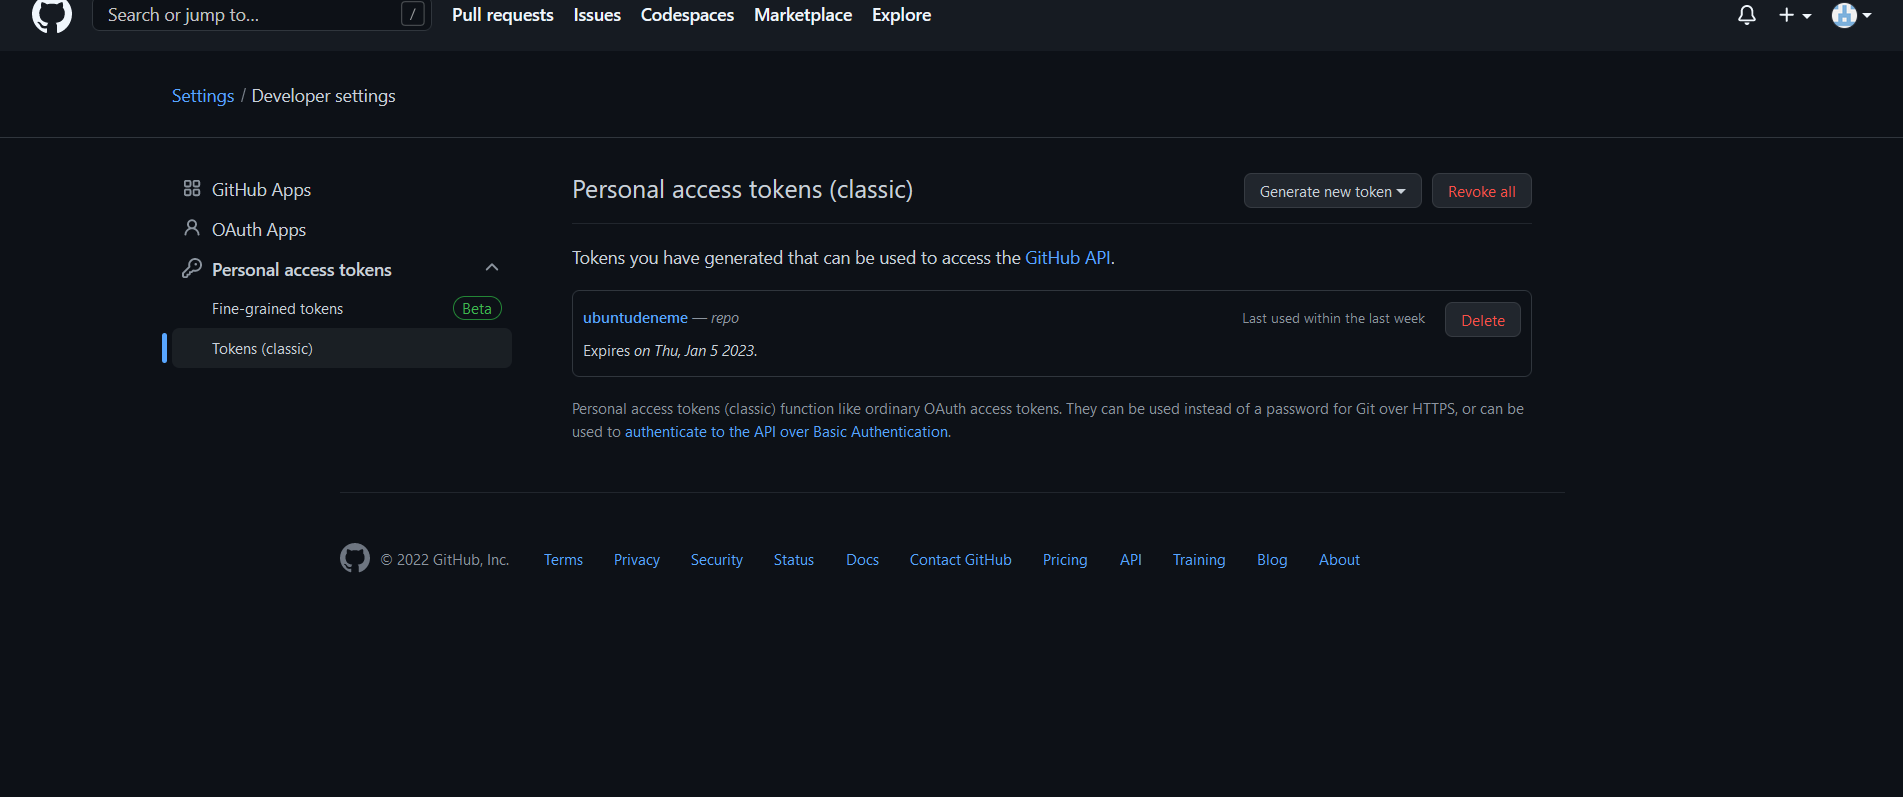 Search or jump to... /
Pull requests Issues Codespaces Marketplace Explore
Settings / Developer settings
GitHub Apps
OAuth Apps
Personal access tokens
Fine-grained tokens Beta
Tokens (classic)
Personal access tokens (classic)
Generate new token Revoke all
Tokens you have generated that can be used to access the GitHub API.
ubuntudeneme — repo Last used within the last week Delete
Expires on Thu, Jan 5 2023.
Personal access tokens (classic) function like ordinary OAuth access tokens. They can be used instead of a password for Git over HTTPS, or can be
used to authenticate to the API over Basic Authentication.
© 2022 GitHub, Inc. Terms Privacy Security Status Docs Contact GitHub Pricing API Training Blog About